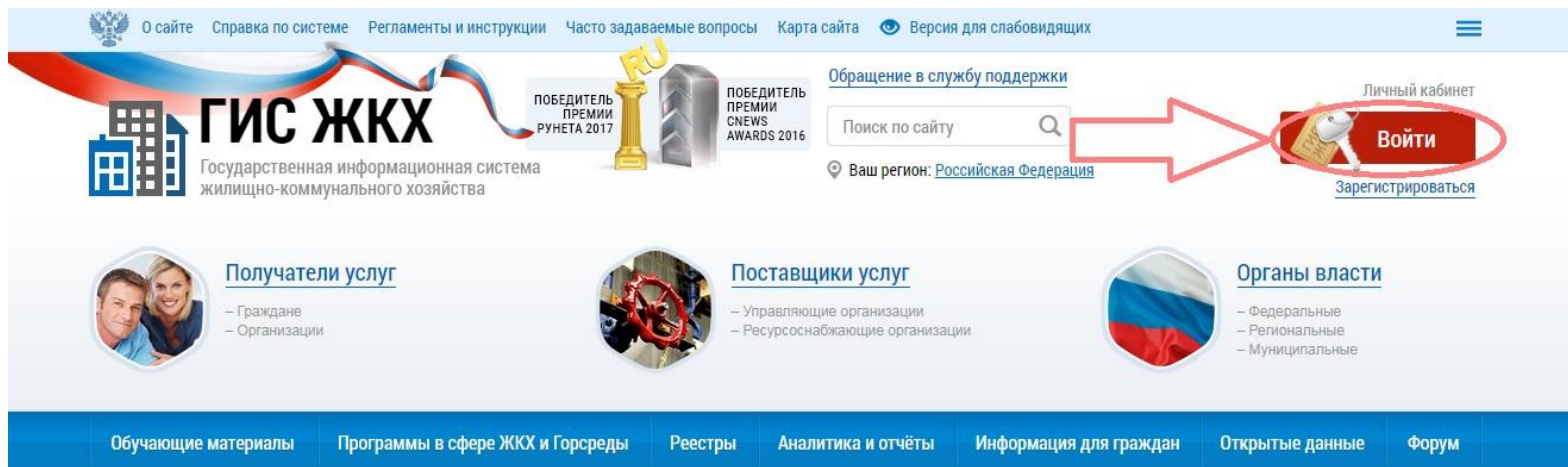 О сайте Справка по системе Регламенты и инструкции Часто задаваемые вопросы Карта сайта Версия для слабовидящих
ГИС ЖКХ
Государственная информационная система
жилищно-коммунального хозяйства
ПОБЕДИТЕЛЬ
ПРЕМИИ
РУНЕТА 2017
RU
ПОБЕДИТЕЛЬ
ПРЕМИИ
CNEWS
AWARDS 2016
Обращение в службу поддержки
Поиск по сайту
Ваш регион: Российская Федерация
Личный кабинет
ГИС ЖКХ
Войти
Зарегистрироваться
Получатели услуг
– Граждане
– Организации
Поставщики услуг
– Управляющие организации
– Ресурсоснабжающие организации
Органы власти
– Федеральные
– Региональные
– Муниципальные
Обучающие материалы Программы в сфере ЖКХ и Горсреды Реестры Аналитика и отчёты Информация для граждан Открытые данные Форум